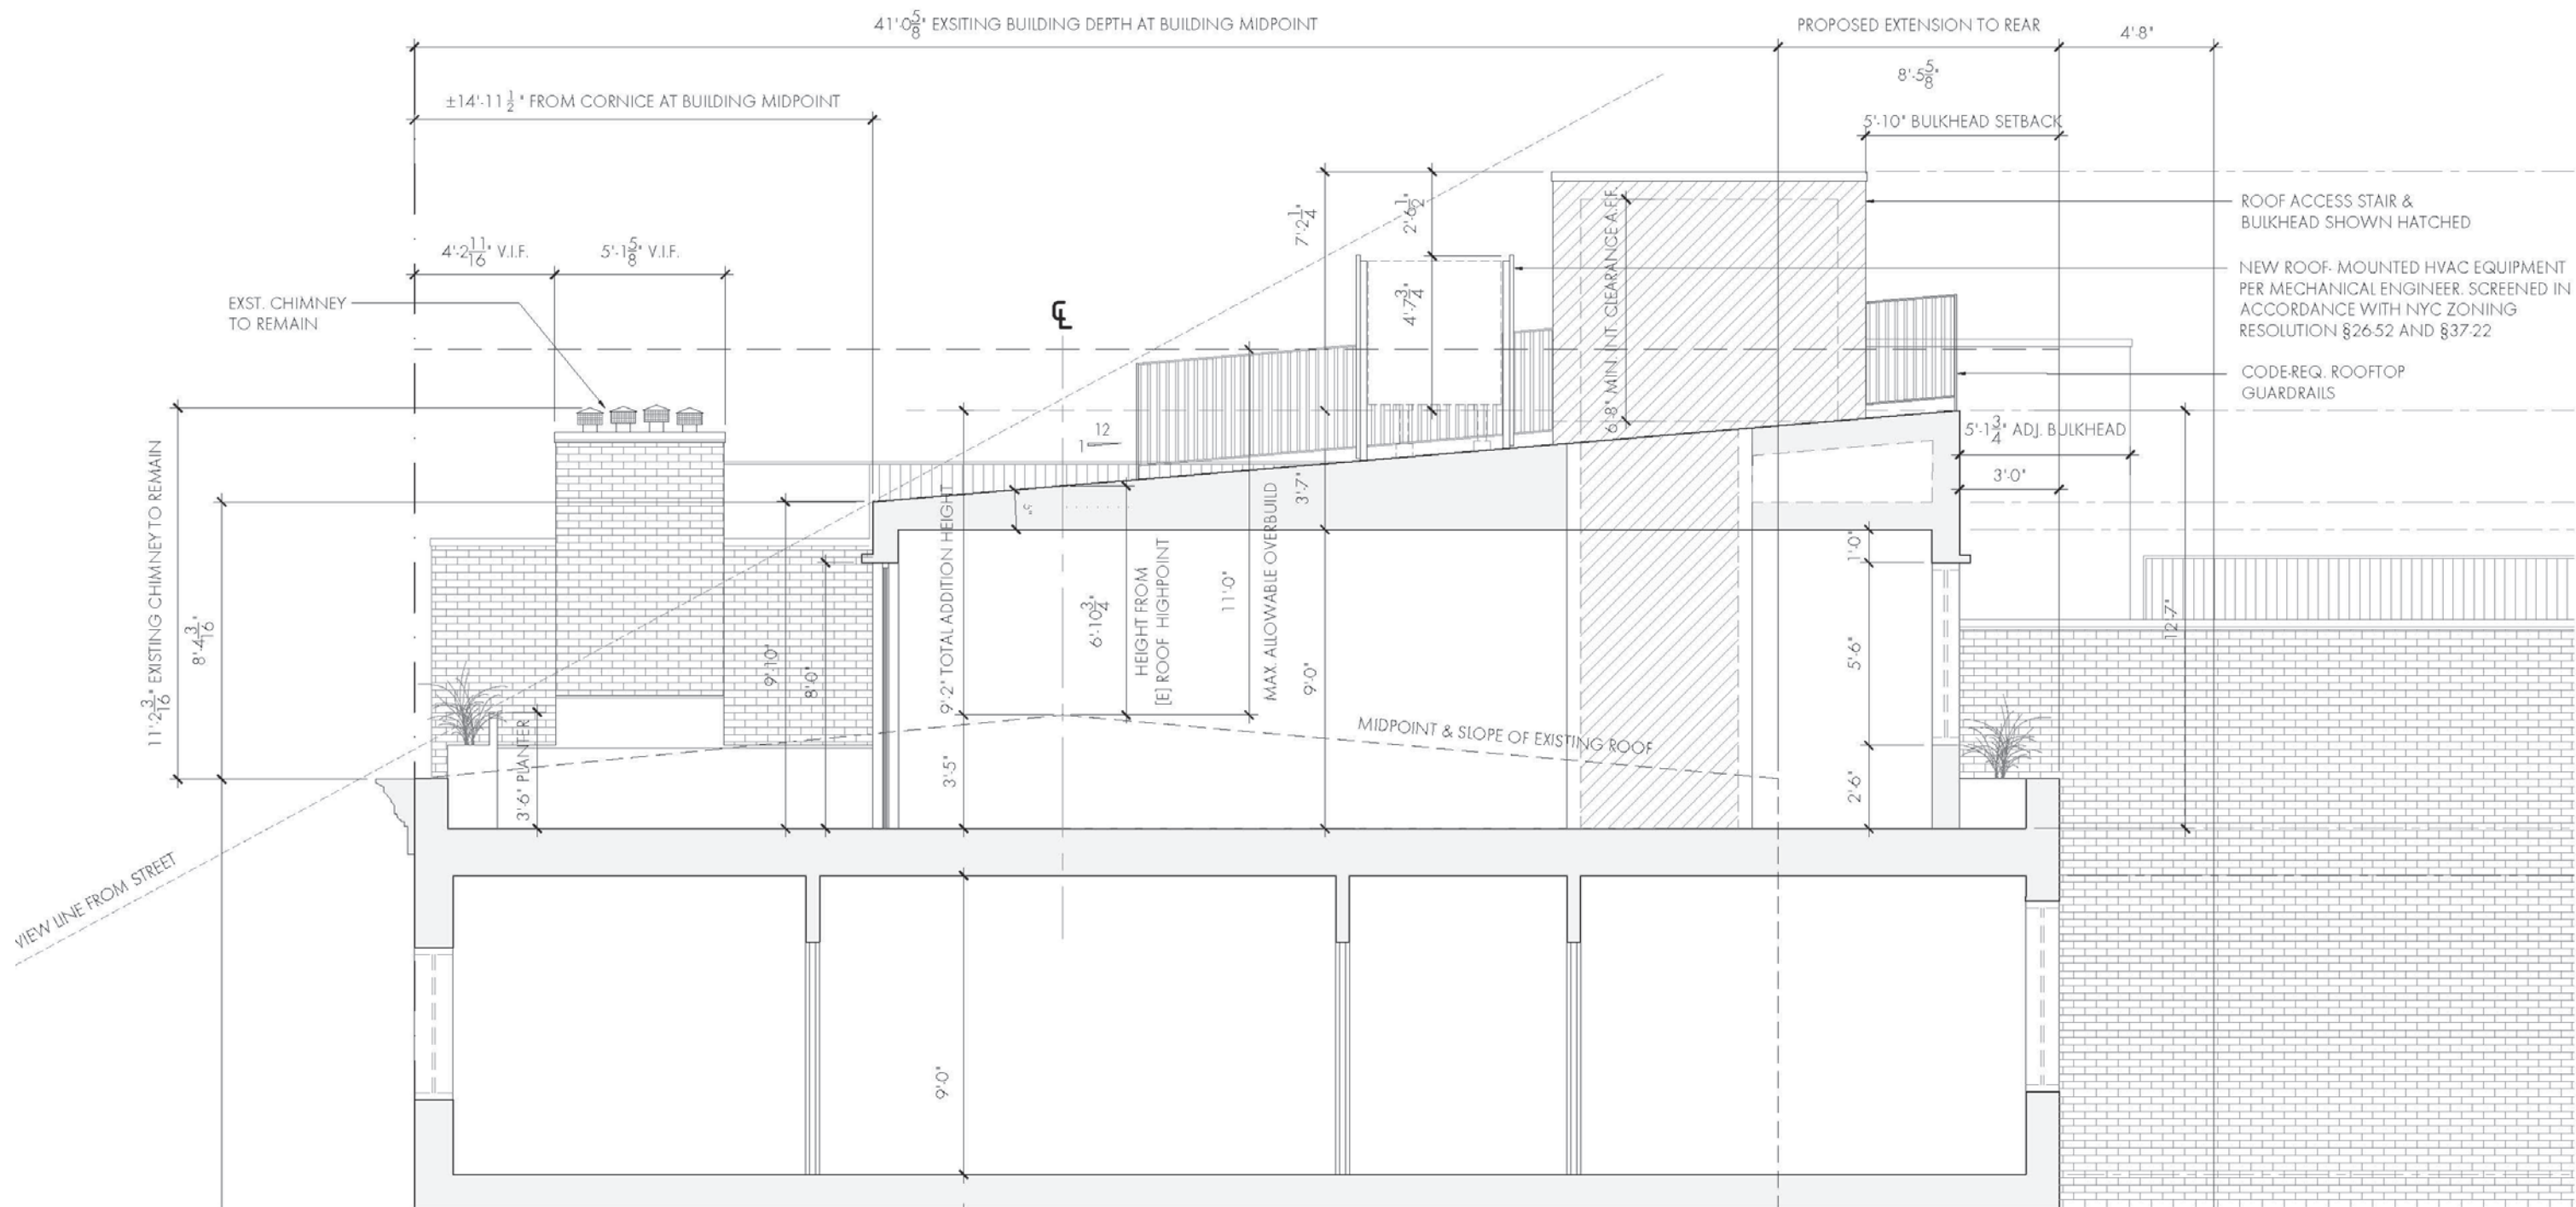 41'-0 5/8" EXSITING BUILDING DEPTH AT BUILDING MIDPOINT
PROPOSED EXTENSION TO REAR
4'-8"
8'-5 5/8"
±14'-11 1/2" FROM CORNICE AT BUILDING MIDPOINT
5'-10" BULKHEAD SETBACK
4'-2 11/16" V.I.F.
5'-1 5/8" V.I.F.
7'-2 1/4"
2'-6 1/2"
4'-7 3/4"
6'-8" MIN. INT. CLEARANCE A.F.F.
ROOF ACCESS STAIR &
BULKHEAD SHOWN HATCHED
NEW ROOF- MOUNTED HVAC EQUIPMENT
PER MECHANICAL ENGINEER. SCREENED IN
ACCORDANCE WITH NYC ZONING
RESOLUTION §26-52 AND §37-22
CODE-REQ. ROOFTOP
GUARDRAILS
EXST. CHIMNEY
TO REMAIN
CL
12
1
5'-1 3/4" ADJ. BULKHEAD
3'-0"
11'-2 3/16" EXISTING CHIMNEY TO REMAIN
8'-4 3/16"
9'-10"
8'-0"
3'-6" PLANTER
9'-2" TOTAL ADDITION HEIGHT
3'-5"
6'-10 3/4"
HEIGHT FROM
[E] ROOF HIGHPOINT
11'-0"
MAX. ALLOWABLE OVERBUILD
3'-7"
9'-0"
MIDPOINT & SLOPE OF EXISTING ROOF
1'-0"
5'-6"
2'-6"
12'-7"
VIEW LINE FROM STREET
9'-0"